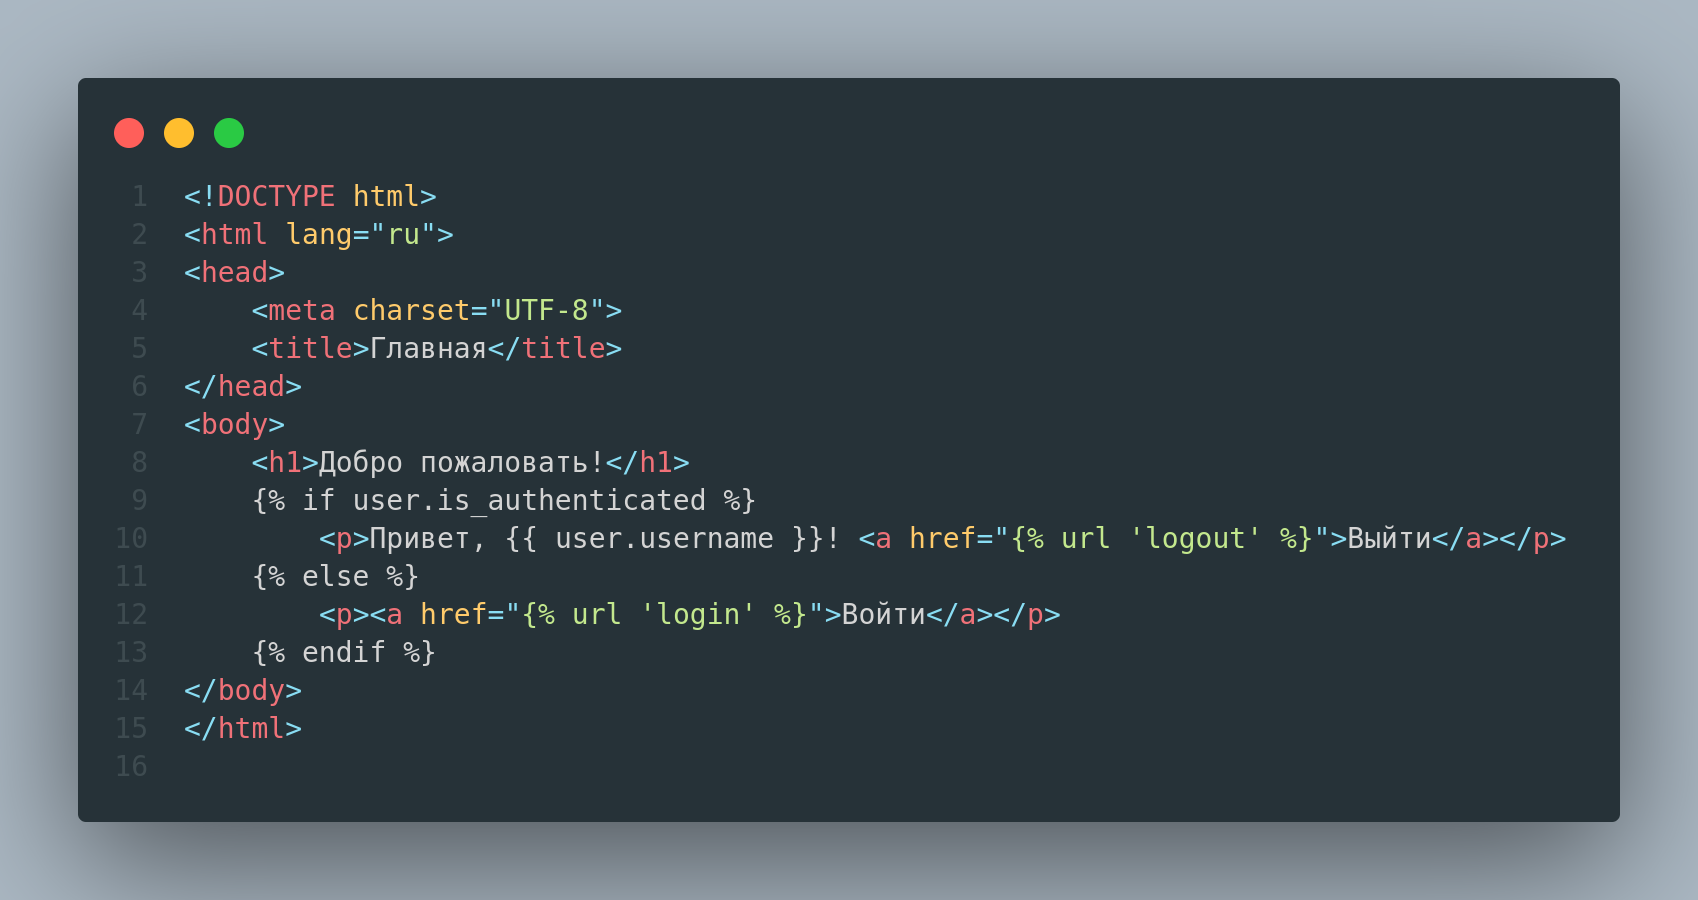 1 <!DOCTYPE html>
2 <html lang="ru">
3 <head>
4     <meta charset="UTF-8">
5     <title>Главная</title>
6 </head>
7 <body>
8     <h1>Добро пожаловать!</h1>
9     {% if user.is_authenticated %}
10         <p>Привет, {{ user.username }}! <a href="{% url 'logout' %}">Выйти</a></p>
11     {% else %}
12         <p><a href="{% url 'login' %}">Войти</a></p>
13     {% endif %}
14 </body>
15 </html>
16